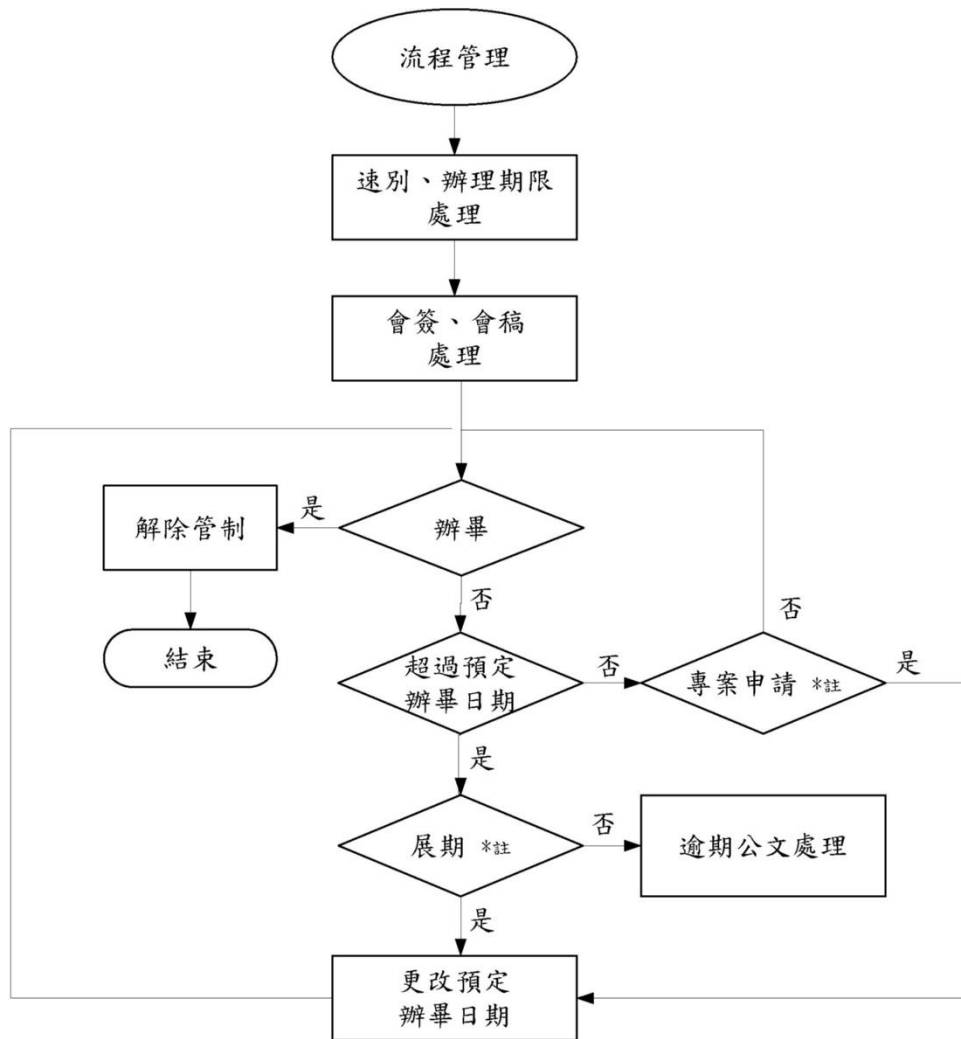 流程管理
速別、辦理期限
處理
會簽、會稿
處理
辦畢
是
解除管制
結束
否
超過預定
辦畢日期
否
專案申請 *註
否
是
是
展期 *註
否
逾期公文處理
是
更改預定
辦畢日期